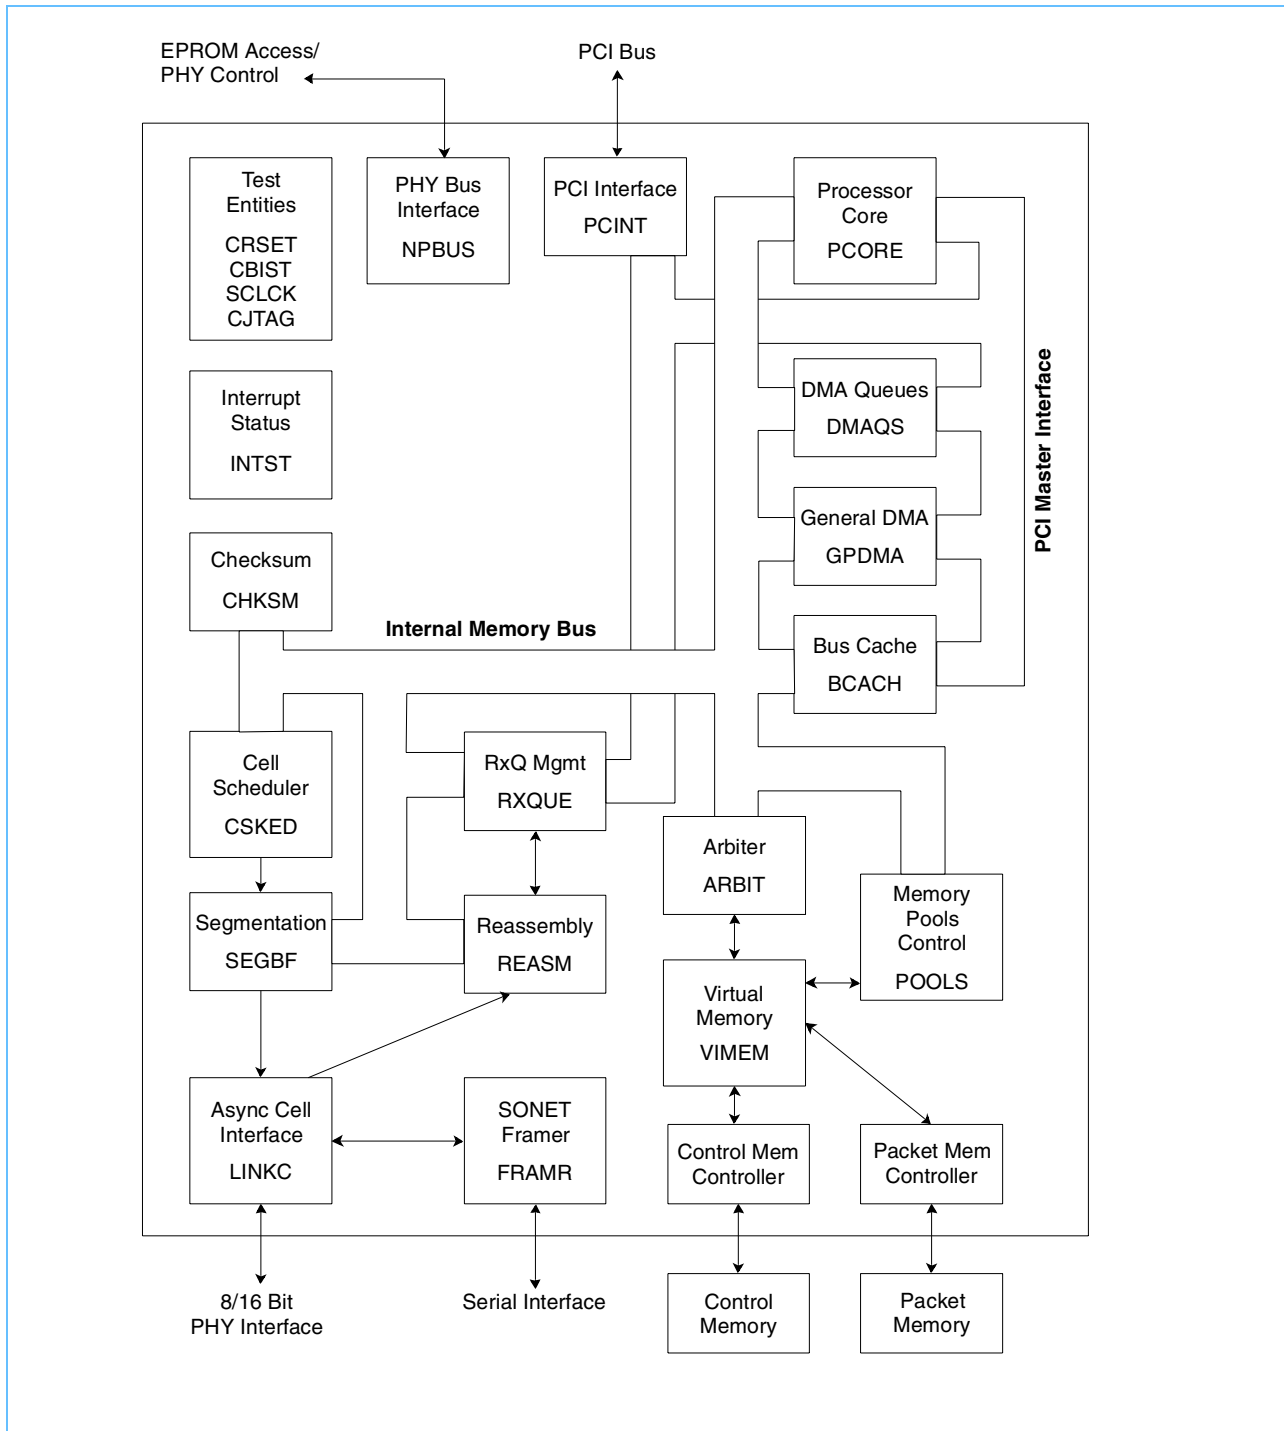 EPROM Access/
PHY Control
PCI Bus
Test
Entities
CRSET
CBIST
SCLCK
CJTAG
PHY Bus
Interface
NPBUS
PCI Interface
PCINT
Processor
Core
PCORE
Interrupt
Status
INTST
DMA Queues
DMAQS
PCI Master Interface
General DMA
GPDMA
Checksum
CHKSM
Internal Memory Bus
Bus Cache
BCACH
Cell
Scheduler
CSKED
RxQ Mgmt
RXQUE
Arbiter
ARBIT
Memory
Pools
Control
POOLS
Segmentation
SEGBF
Reassembly
REASM
Virtual
Memory
VIMEM
Async Cell
Interface
LINKC
SONET
Framer
FRAMR
Control Mem
Controller
Packet Mem
Controller
8/16 Bit
PHY Interface
Serial Interface
Control
Memory
Packet
Memory